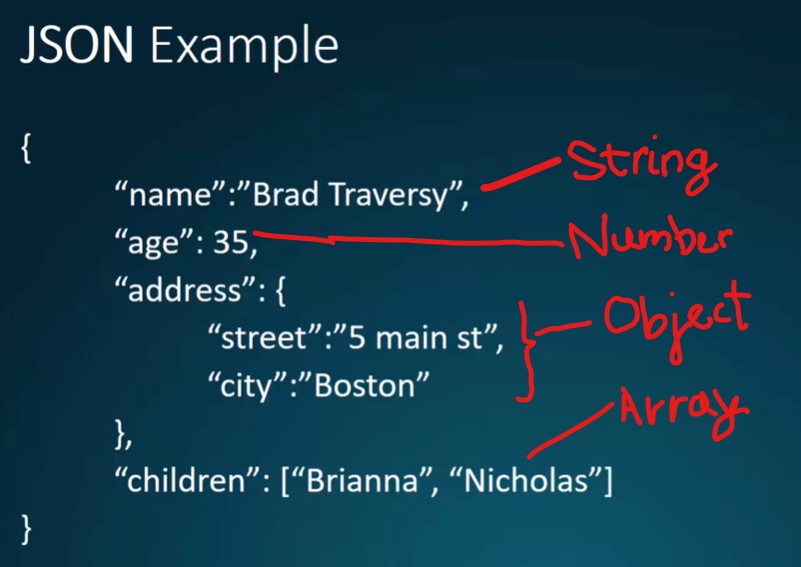 JSON Example
{
“name”:”Brad Traversy”, String
“age”: 35, Number
“address”: {
“street”:”5 main st”, Object
“city”:”Boston”
}, Array
“children”: [“Brianna”, “Nicholas”]
}